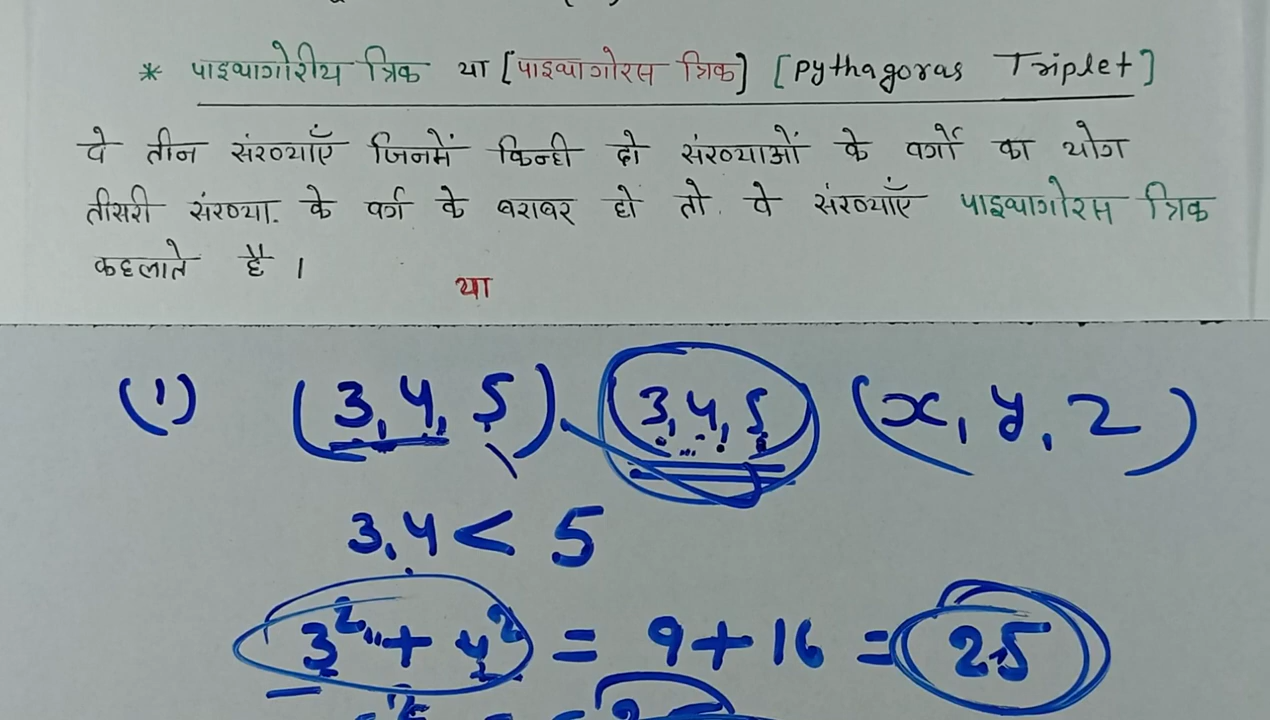 * पाइथागोरीय त्रिक या [पाइथागोरस त्रिक] [Pythagoras Triplet]
वे तीन संख्याएँ जिनमें किन्ही दो संख्याओं के वर्गों का योग
तीसरी संख्या. के वर्ग के बराबर हो तो. वे संख्याएँ पाइथागोरस त्रिक
कहलाते है ।
या
(1) (3, 4, 5) (3, 4, 5) (x, y, z)
3, 4 < 5
3² + 4² = 9 + 16 = 25